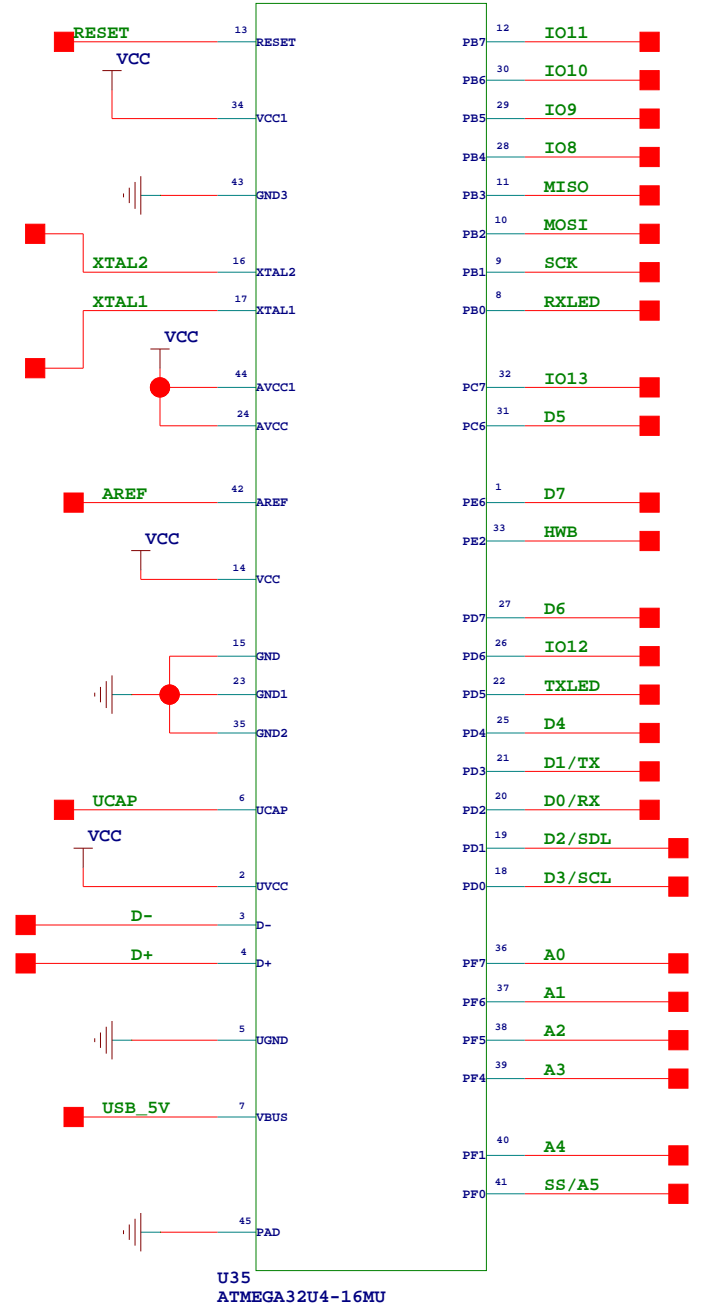 RESET 13 RESET
VCC
34 VCC1
43 GND3
XTAL2 16 XTAL2
XTAL1 17 XTAL1
VCC
44 AVCC1
24 AVCC
AREF 42 AREF
VCC
14 VCC
15 GND
23 GND1
35 GND2
UCAP 6 UCAP
VCC
2 UVCC
D- 3 D-
D+ 4 D+
5 UGND
USB_5V 7 VBUS
45 PAD
PB7 12 IO11
PB6 30 IO10
PB5 29 IO9
PB4 28 IO8
PB3 11 MISO
PB2 10 MOSI
PB1 9 SCK
PB0 8 RXLED
PC7 32 IO13
PC6 31 D5
PE6 1 D7
PE2 33 HWB
PD7 27 D6
PD6 26 IO12
PD5 22 TXLED
PD4 25 D4
PD3 21 D1/TX
PD2 20 D0/RX
PD1 19 D2/SDL
PD0 18 D3/SCL
PF7 36 A0
PF6 37 A1
PF5 38 A2
PF4 39 A3
PF1 40 A4
PF0 41 SS/A5
U35
ATMEGA32U4-16MU